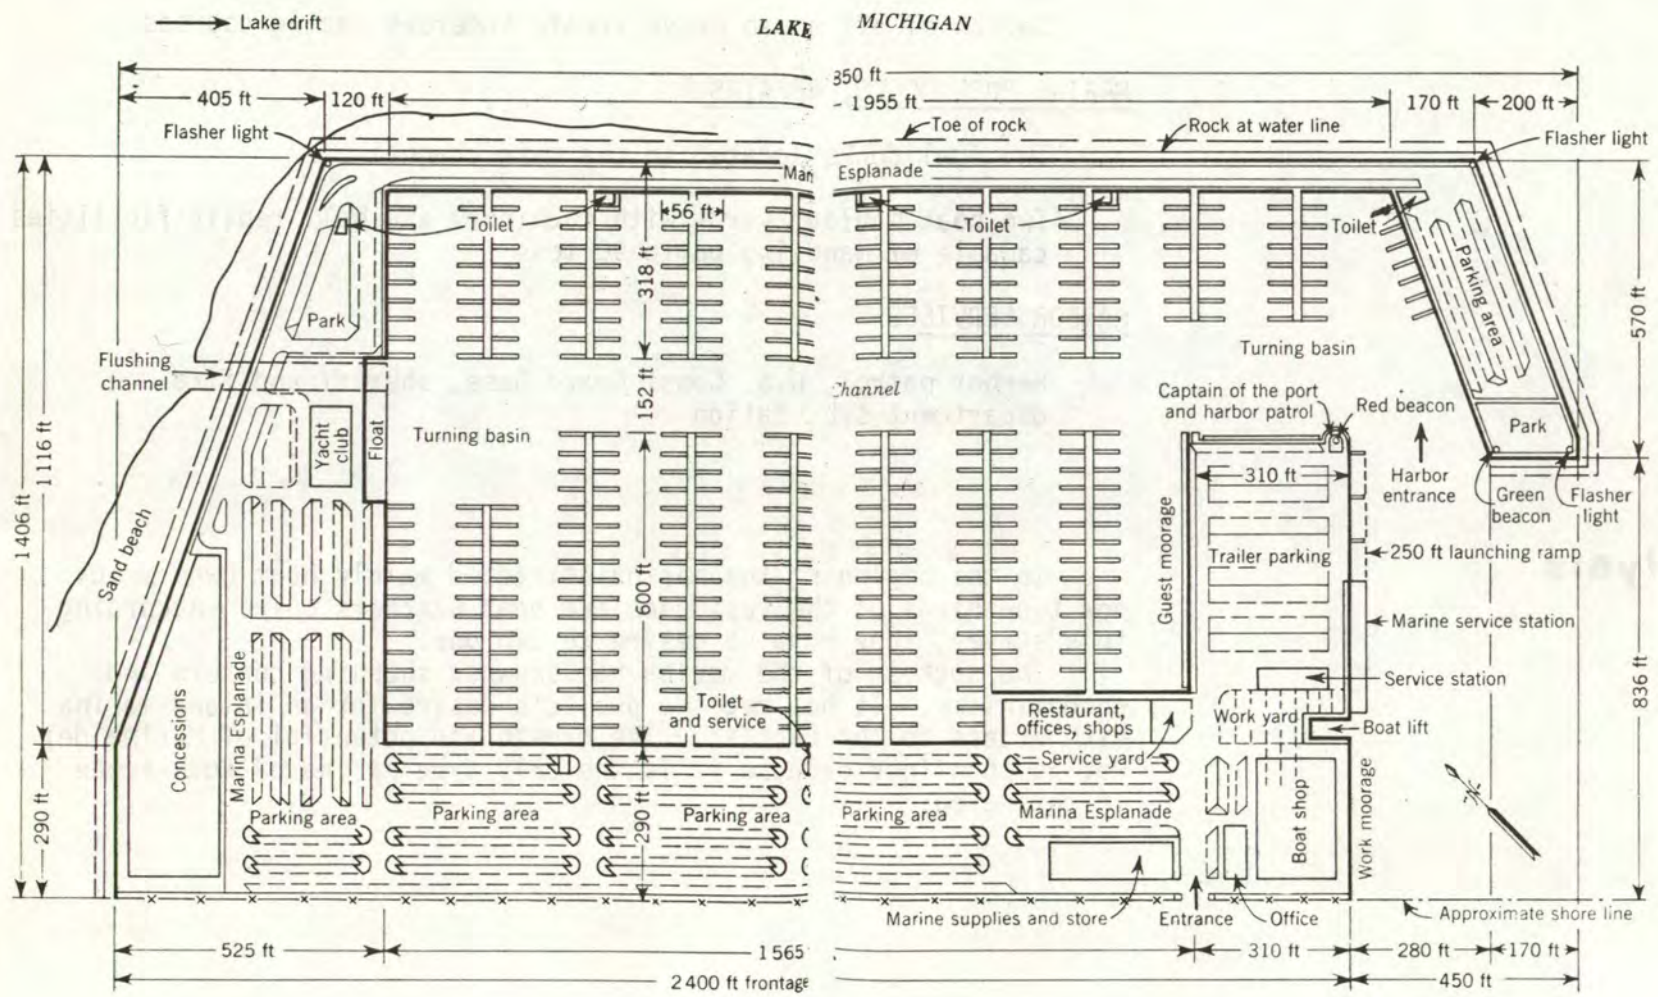 Lake drift
LAKE MICHIGAN
850 ft
405 ft
120 ft
1955 ft
170 ft
200 ft
Flasher light
Toe of rock
Rock at water line
Flasher light
Mari
Esplanade
56 ft
Toilet
Toilet
Toilet
318 ft
Park
Parking area
570 ft
1406 ft
1116 ft
Flushing
channel
Turning basin
Channel
152 ft
Captain of the port
and harbor patrol
Red beacon
Park
Yacht
club
Float
Turning basin
310 ft
Harbor
entrance
Green
beacon
Flasher
light
Sand beach
Guest moorage
Trailer parking
250 ft launching ramp
600 ft
Marine service station
836 ft
Service station
Concessions
Marina Esplanade
Toilet
and service
Restaurant,
offices, shops
Work yard
Boat lift
Service yard
290 ft
290 ft
Parking area
Parking area
Parking area
Parking area
Marina Esplanade
Boat shop
Work moorage
Marine supplies and store
Entrance
Office
Approximate shore line
525 ft
1565
310 ft
280 ft
170 ft
2400 ft frontage
450 ft